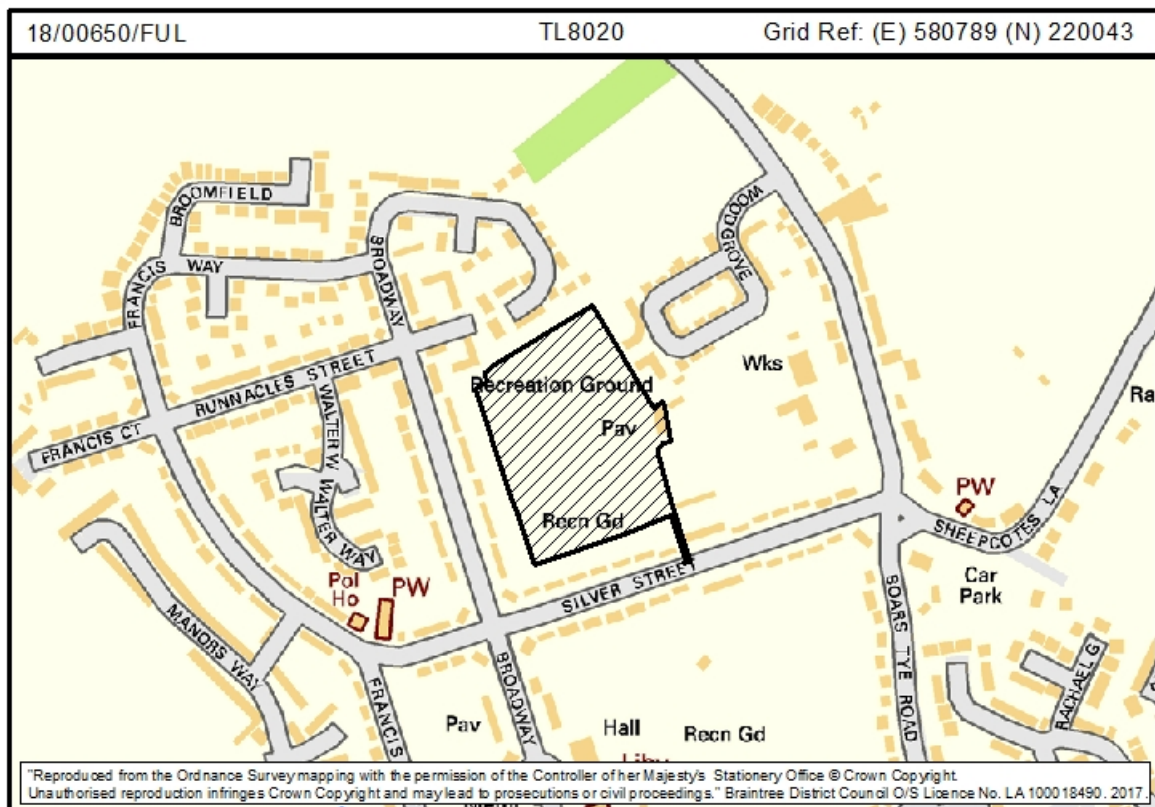 18/00650/FUL TL8020 Grid Ref: (E) 580789 (N) 220043
BROOMFIELD
FRANCIS WAY
BROADWAY
WOOD GROVE
RUNNACLES STREET
FRANCIS CT
WALTER WAY
WALTER WAY
Recreation Ground
Pav
Recn Gd
Wks
Ra
PW
SHEEPCOTES LA
Car
Park
SILVER STREET
Pol
Ho
PW
MANORS WAY
FRANCIS
BROADWAY
SOARS TYE ROAD
RACHAEL G
Pav
Hall
Recn Gd
"Reproduced from the Ordnance Survey mapping with the permission of the Controller of her Majesty's Stationery Office © Crown Copyright.
Unauthorised reproduction infringes Crown Copyright and may lead to prosecutions or civil proceedings." Braintree District Council O/S Licence No. LA 100018490. 2017.